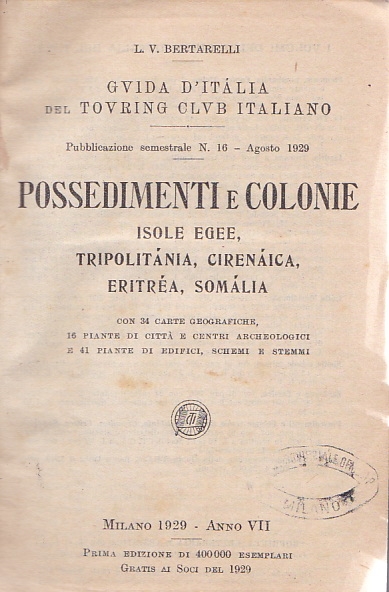 L. V. BERTARELLI
GVIDA D'ITÁLIA
DEL TOVRING CLVB ITALIANO
Pubblicazione semestrale N. 16 - Agosto 1929
POSSEDIMENTI E COLONIE
ISOLE EGEE,
TRIPOLITÁNIA, CIRENÁICA,
ERITRÉA, SOMÁLIA
CON 34 CARTE GEOGRAFICHE,
16 PIANTE DI CITTÀ E CENTRI ARCHEOLOGICI
E 41 PIANTE DI EDIFICI, SCHEMI E STEMMI
MILANO
MILANO 1929 - ANNO VII
PRIMA EDIZIONE DI 400000 ESEMPLARI
GRATIS AI SOCI DEL 1929